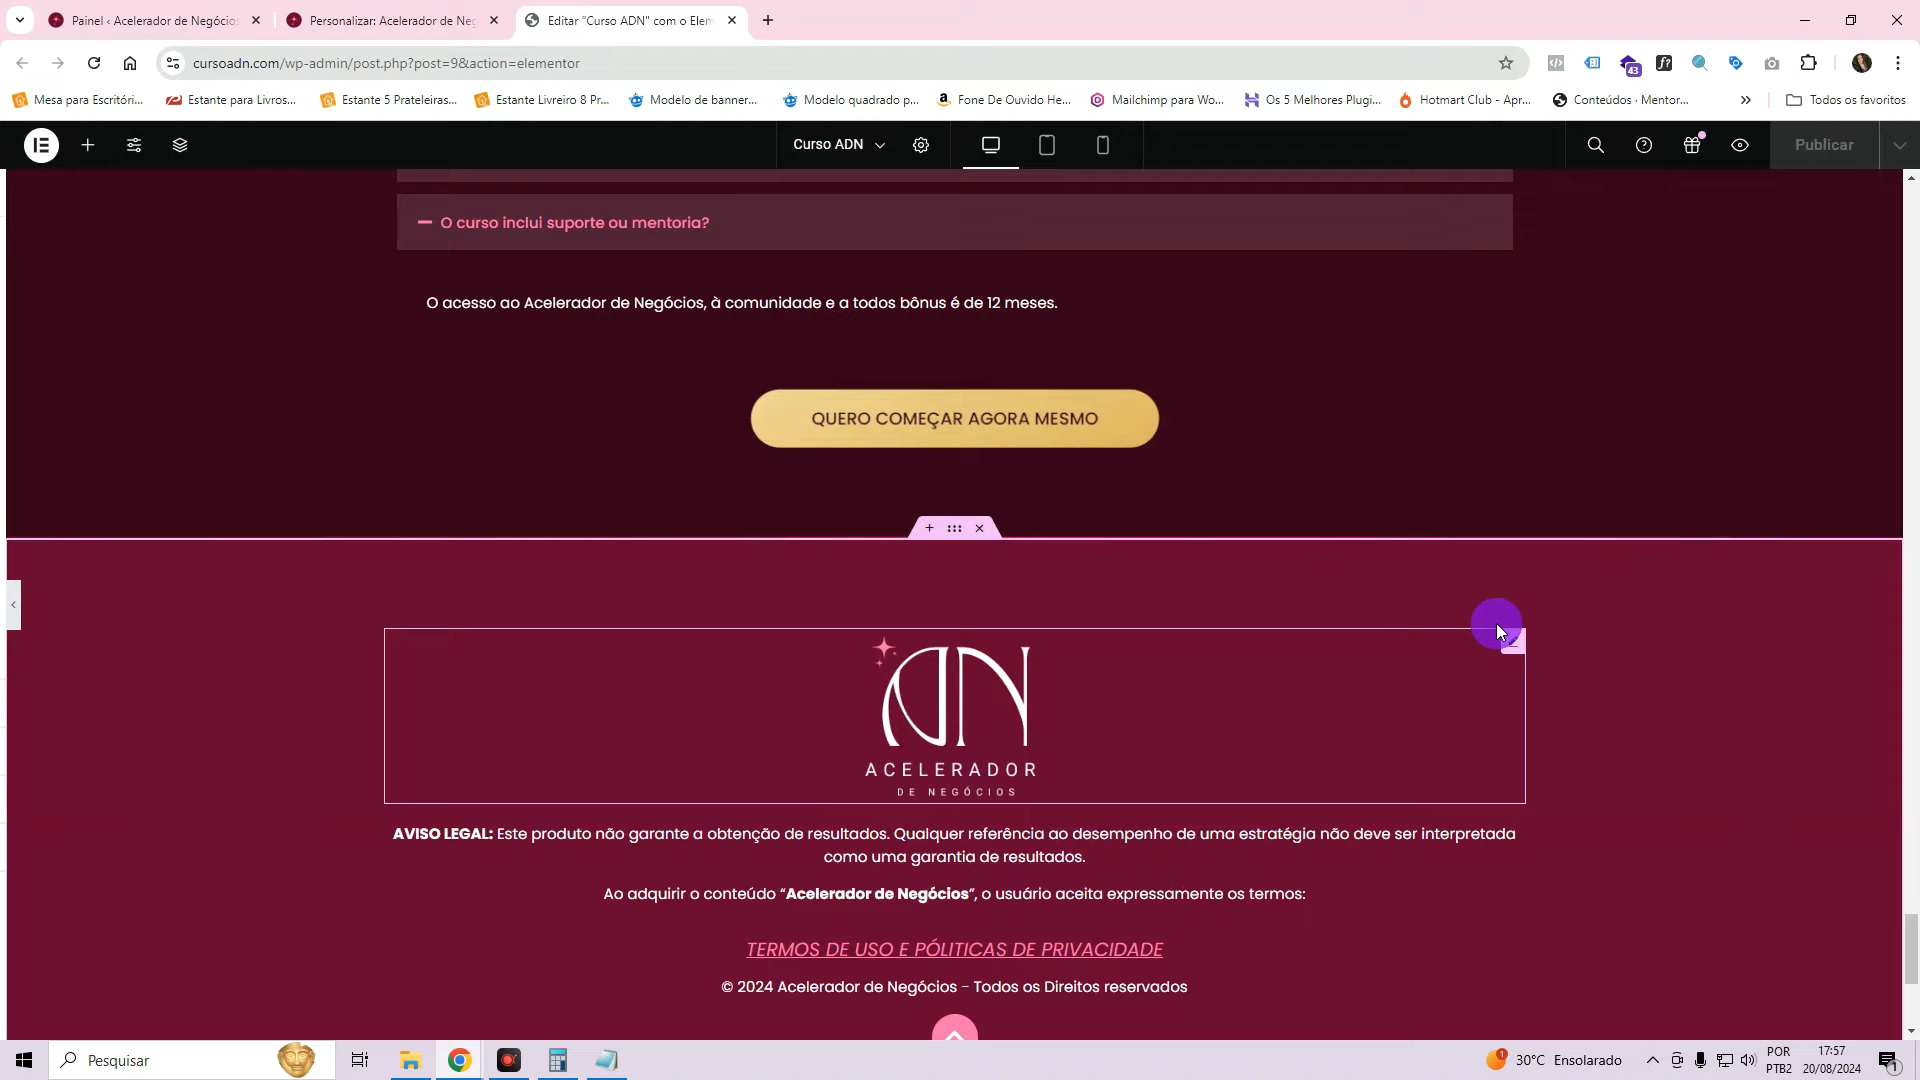 Painel ‹ Acelerador de Negócios
Personalizar: Acelerador de Neg
Editar "Curso ADN" com o Elem
cursoadn.com/wp-admin/post.php?post=9&action=elementor
43
f?
Mesa para Escritóri...
Estante para Livros...
Estante 5 Prateleiras...
Estante Livreiro 8 Pr...
Modelo de banner...
Modelo quadrado p...
Fone De Ouvido He...
Mailchimp para Wo...
Os 5 Melhores Plugi...
Hotmart Club - Apr...
Conteúdos · Mentor...
Todos os favoritos
Curso ADN
Publicar
O curso inclui suporte ou mentoria?
O acesso ao Acelerador de Negócios, à comunidade e a todos bônus é de 12 meses.
QUERO COMEÇAR AGORA MESMO
ADN
ACELERADOR
DE NEGÓCIOS
AVISO LEGAL: Este produto não garante a obtenção de resultados. Qualquer referência ao desempenho de uma estratégia não deve ser interpretada
como uma garantia de resultados.
Ao adquirir o conteúdo “Acelerador de Negócios”, o usuário aceita expressamente os termos:
TERMOS DE USO E PÓLITICAS DE PRIVACIDADE
© 2024 Acelerador de Negócios - Todos os Direitos reservados
Pesquisar
1
30°C Ensolarado
POR
PTB2
17:57
20/08/2024
1